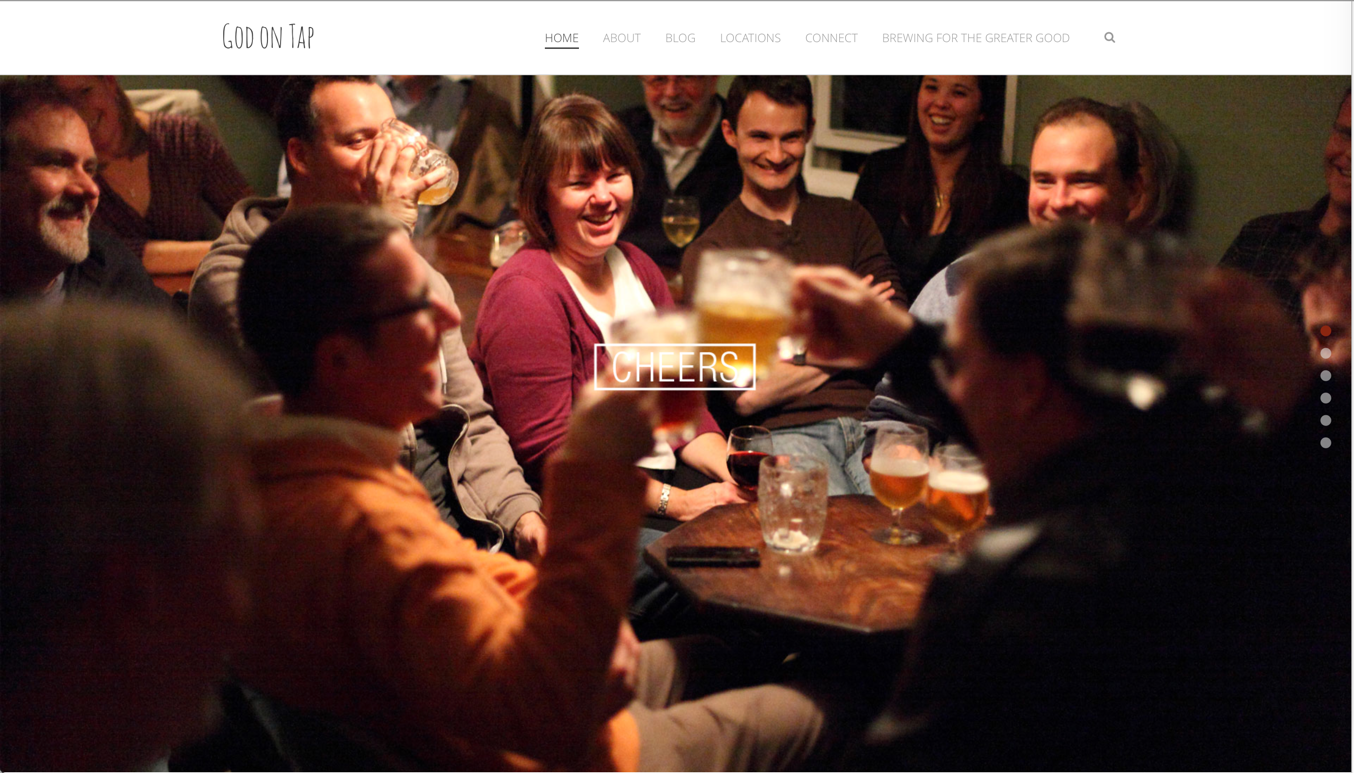 GOD ON TAP
HOME ABOUT BLOG LOCATIONS CONNECT BREWING FOR THE GREATER GOOD
CHEERS